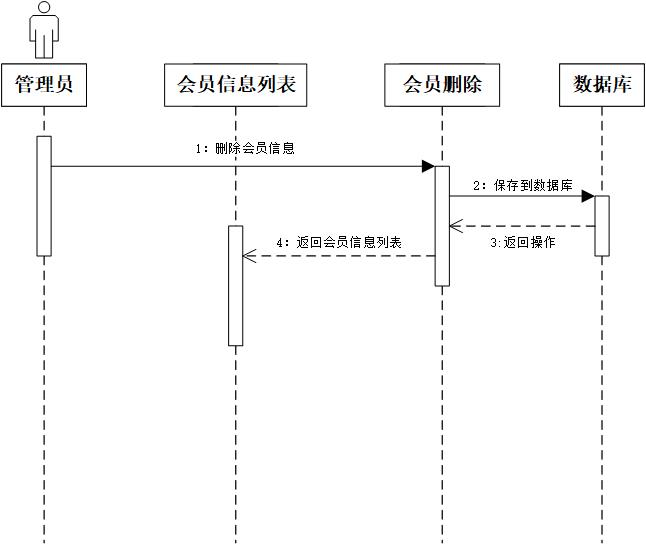 管理员
会员信息列表
会员删除
数据库
1: 删除会员信息
2: 保存到数据库
3:返回操作
4: 返回会员信息列表